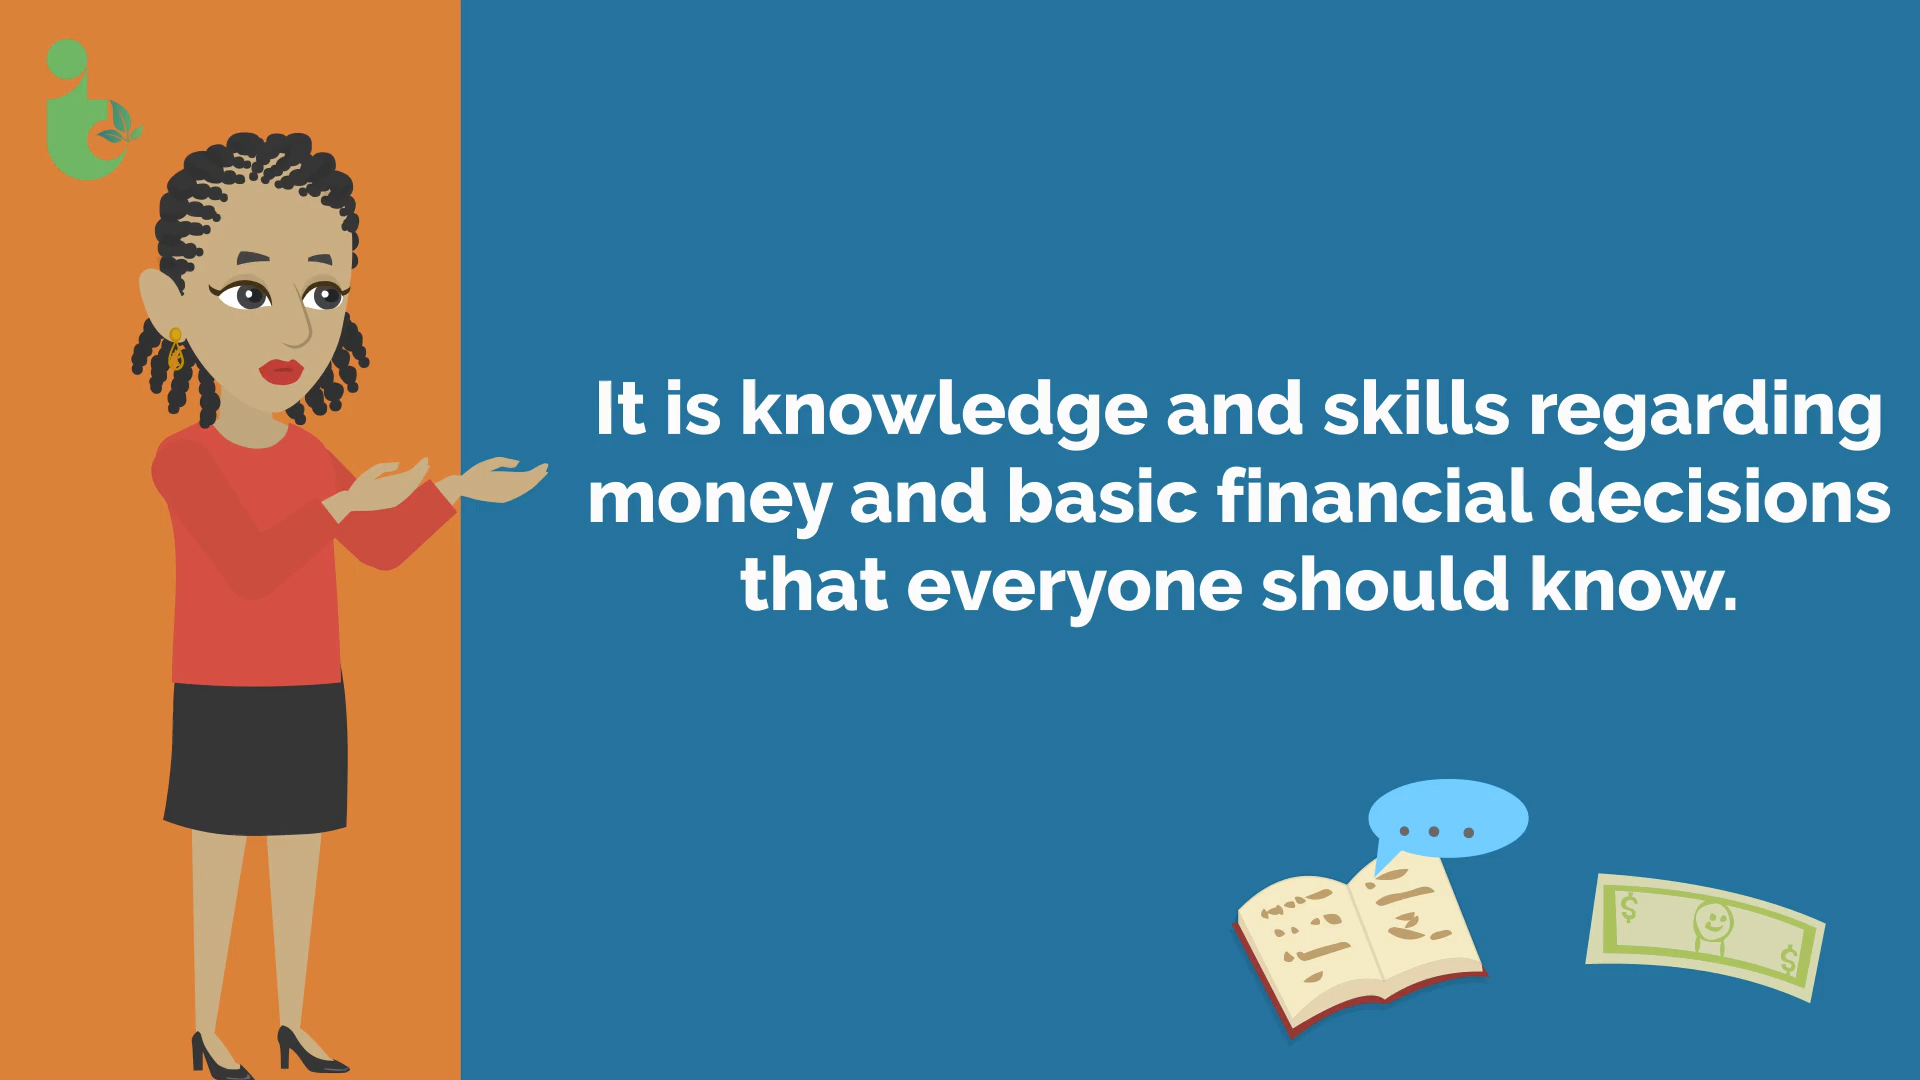 It is knowledge and skills regarding
money and basic financial decisions
that everyone should know.
$
$